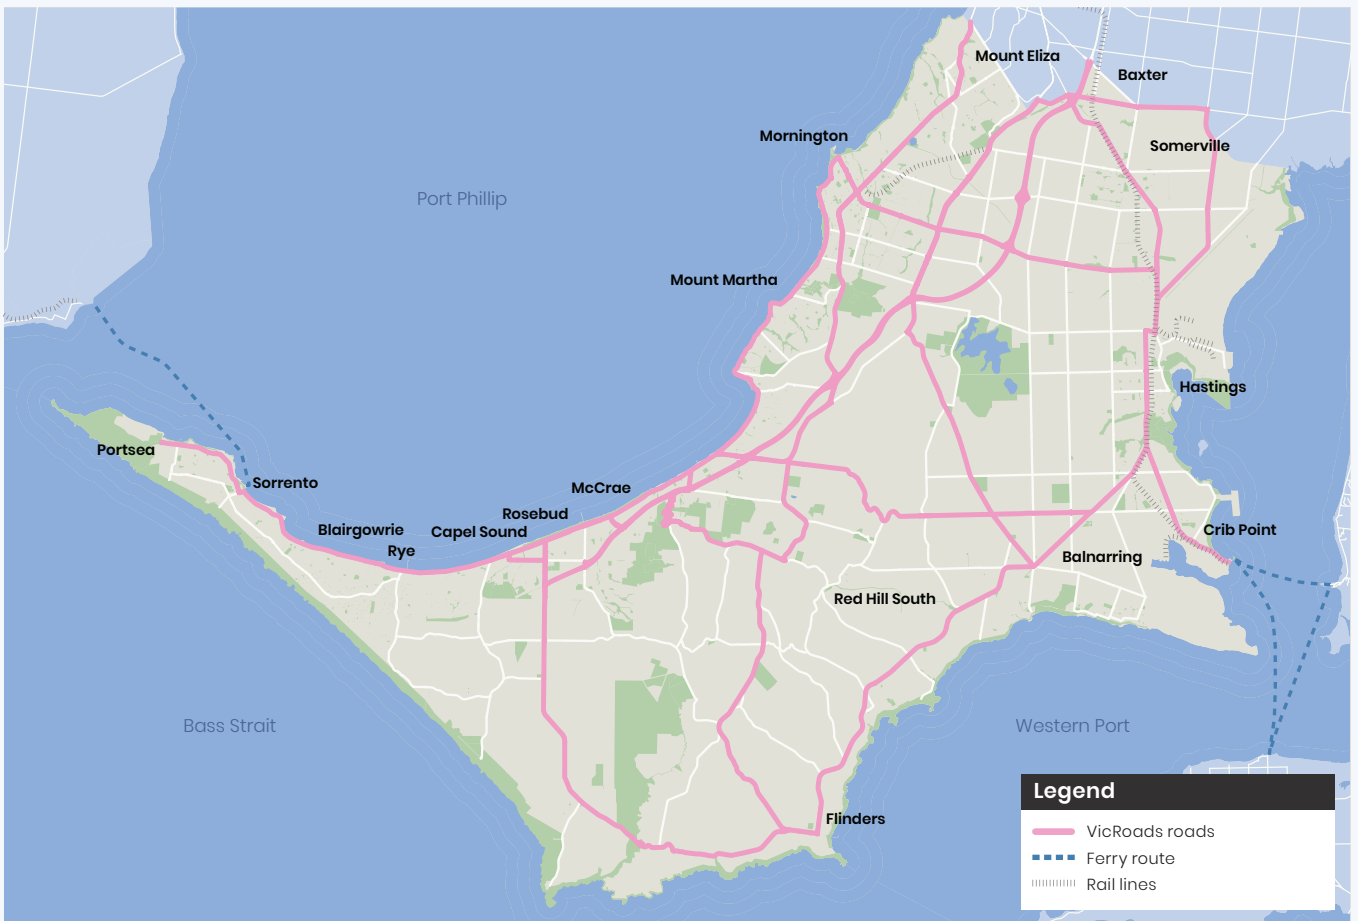 Mount Eliza
Baxter
Mornington
Somerville
Port Phillip
Mount Martha
Hastings
Portsea
Sorrento
McCrae
Rosebud
Blairgowrie
Capel Sound
Rye
Crib Point
Balnarring
Red Hill South
Bass Strait
Western Port
Flinders
Legend
VicRoads roads
Ferry route
Rail lines